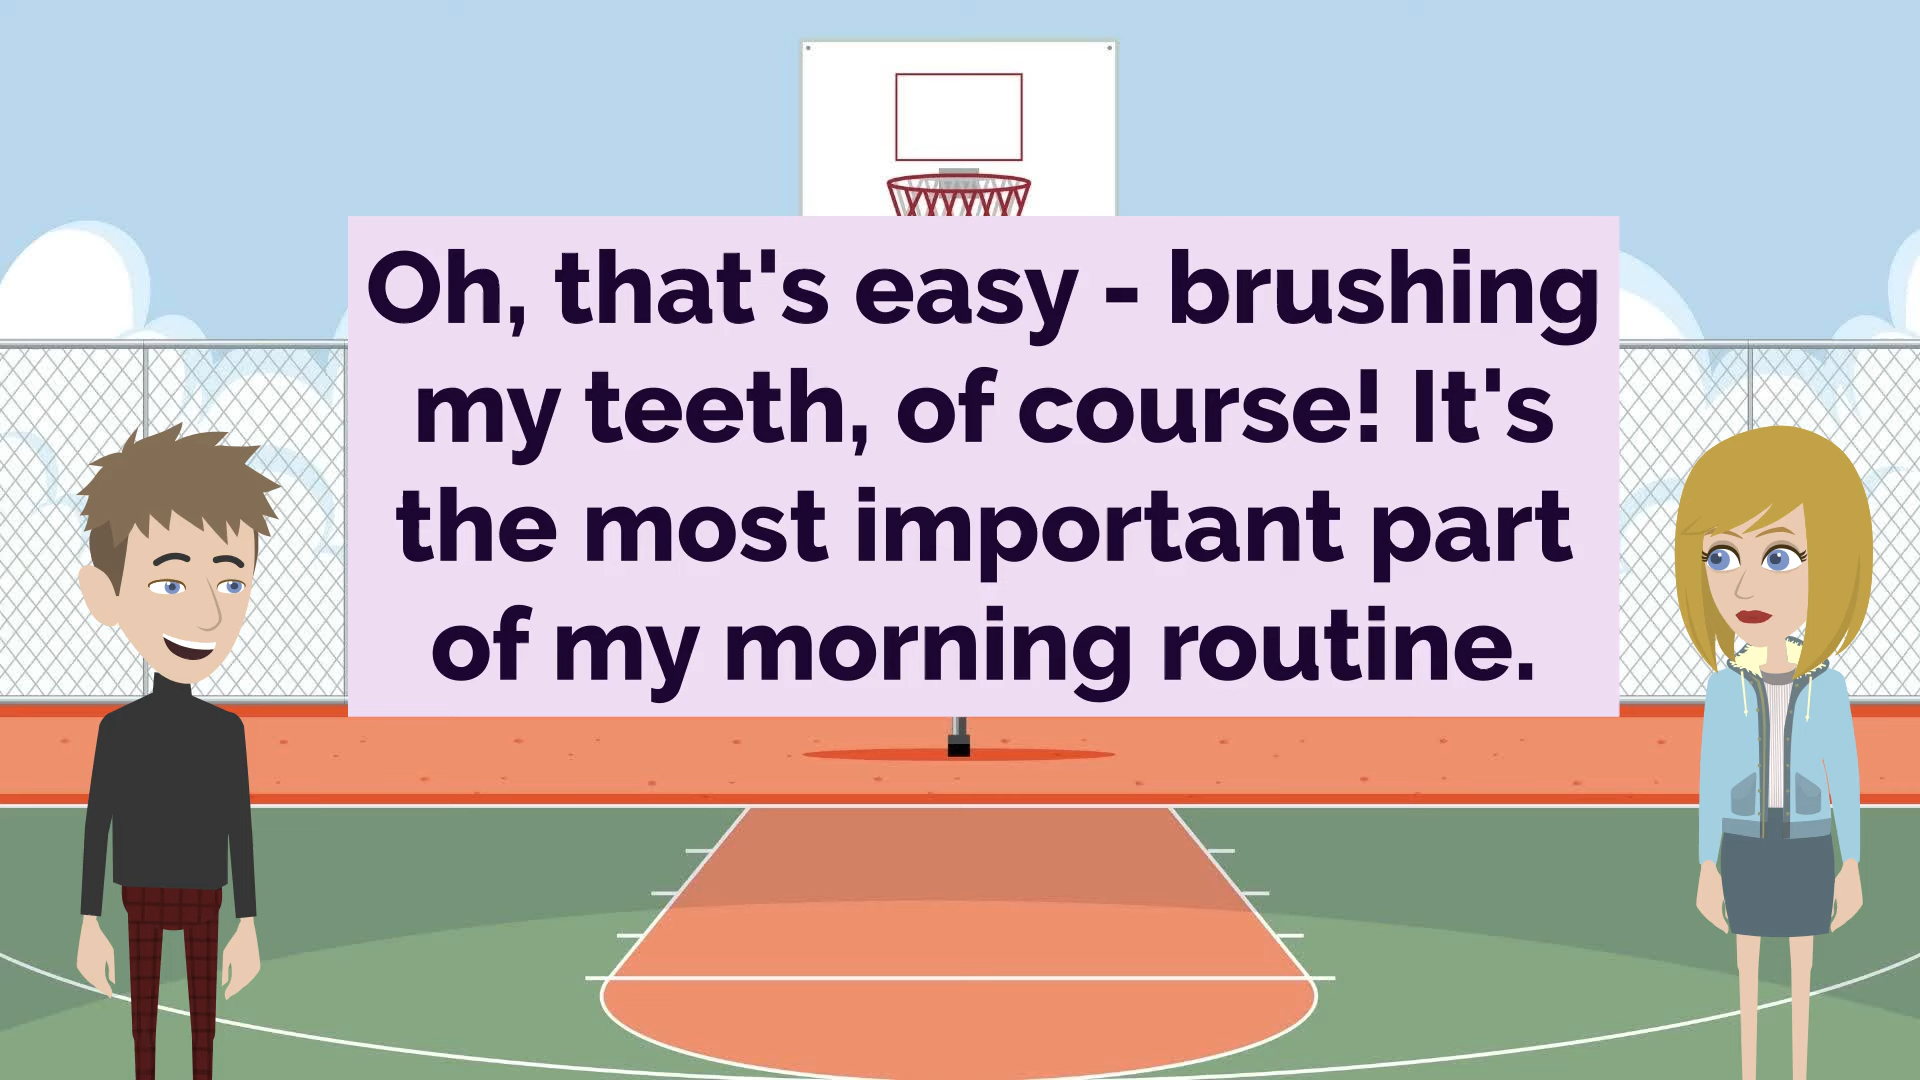 Oh, that's easy - brushing
my teeth, of course! It's
the most important part
of my morning routine.